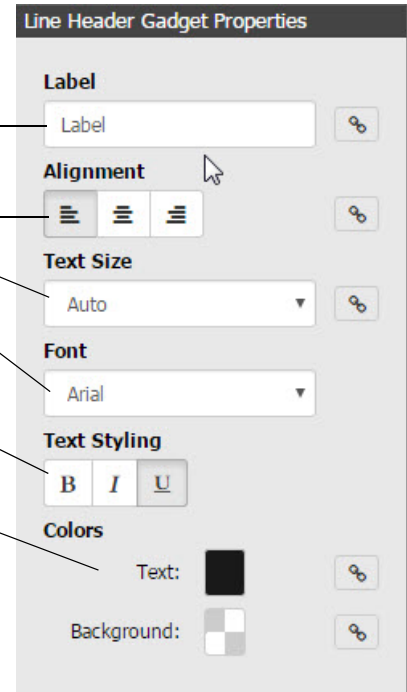 Line Header Gadget Properties
Label
Label
Alignment
Text Size
Auto
Font
Arial
Text Styling
B I U
Colors
Text:
Background: